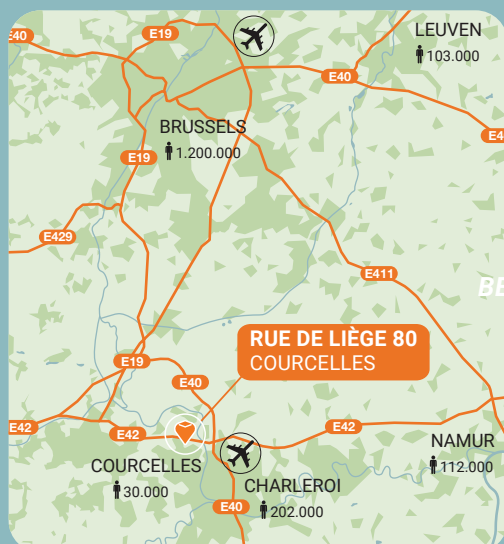 E19
E40
LEUVEN
103.000
E40
BRUSSELS
1.200.000
E4
E19
E429
E411
BE
RUE DE LIÈGE 80
COURCELLES
E19
E40
E42
E42
E42
COURCELLES
30.000
CHARLEROI
202.000
NAMUR
112.000
E40